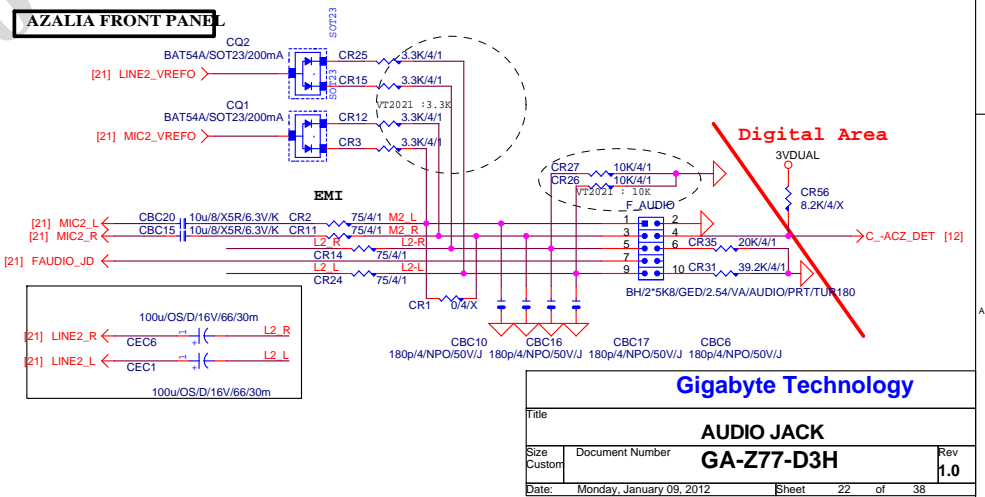 AZALIA FRONT PANEL
SOT23
CQ2
BAT54A/SOT23/200mA
[21] LINE2_VREFO
CR25 3.3K/4/1
CR15 3.3K/4/1
SOT23
VT2021 :3.3K
CQ1
BAT54A/SOT23/200mA
[21] MIC2_VREFO
CR12 3.3K/4/1
CR3 3.3K/4/1
Digital Area
3VDUAL
CR56
8.2K/4/X
CR27 10K/4/1
CR26 10K/4/1
VT2021 : 10K
EMI
F_AUDIO
[21] MIC2_L CBC20 10u/8/X5R/6.3V/K CR2 75/4/1 M2_L 1 2
[21] MIC2_R CBC15 10u/8/X5R/6.3V/K CR11 75/4/1 M2_R 3 4 C_-ACZ_DET [12]
L2_R L2-R 5 6 CR35 20K/4/1
[21] FAUDIO_JD CR14 75/4/1 7
L2_L L2-L 9 10 CR31 39.2K/4/1
CR24 75/4/1
BH/2*5K8/GED/2.54/VA/AUDIO/PRT/TUR180
CR1 0/4/X
100u/OS/D/16V/66/30m
[21] LINE2_R CEC6 1 + L2_R
[21] LINE2_L CEC1 1 + L2_L
100u/OS/D/16V/66/30m
CBC10 CBC16 CBC17 CBC6
180p/4/NPO/50V/J 180p/4/NPO/50V/J 180p/4/NPO/50V/J 180p/4/NPO/50V/J
A
Gigabyte Technology
Title
AUDIO JACK
Size
Custom
Document Number
GA-Z77-D3H
Rev
1.0
Date: Monday, January 09, 2012 Sheet 22 of 38